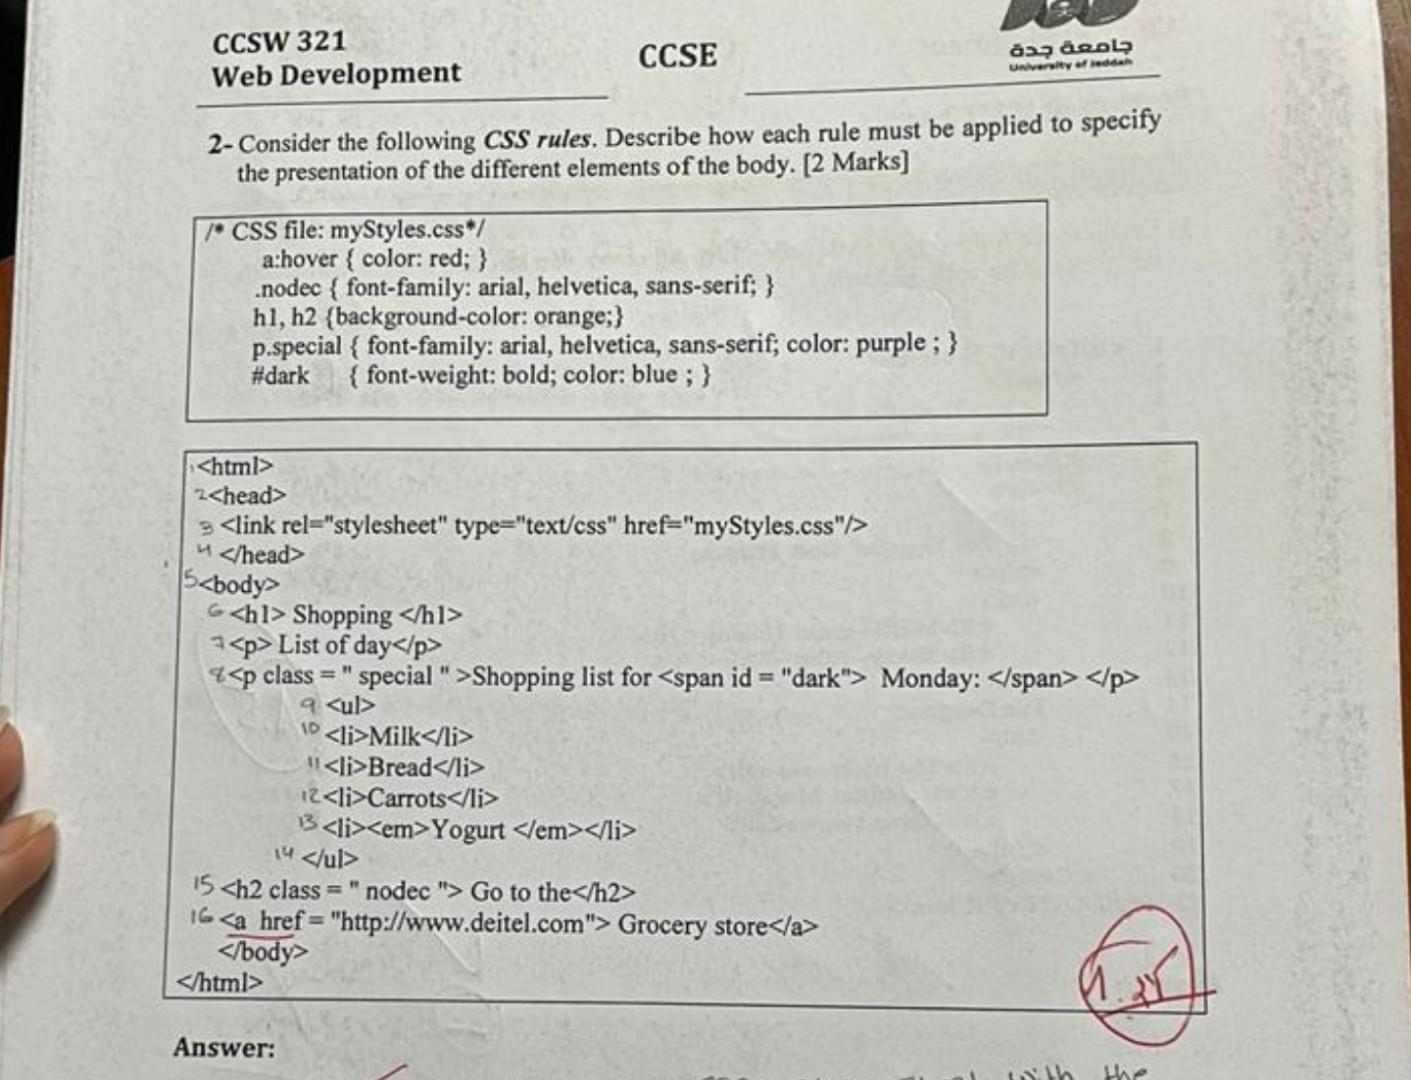 CCSW 321
Web Development
CCSE
جامعة جدة
University of Jeddah
2- Consider the following CSS rules. Describe how each rule must be applied to specify
the presentation of the different elements of the body. [2 Marks]
/* CSS file: myStyles.css*/
a:hover { color: red; }
.nodec { font-family: arial, helvetica, sans-serif; }
h1, h2 {background-color: orange;}
p.special { font-family: arial, helvetica, sans-serif; color: purple ; }
#dark { font-weight: bold; color: blue ; }
1 <html>
2 <head>
3 <link rel="stylesheet" type="text/css" href="myStyles.css"/>
4 </head>
5 <body>
6 <h1> Shopping </h1>
7 <p> List of day</p>
8 <p class = " special " >Shopping list for <span id = "dark"> Monday: </span> </p>
9 <ul>
10 <li>Milk</li>
11 <li>Bread</li>
12 <li>Carrots</li>
13 <li><em>Yogurt </em></li>
14 </ul>
15 <h2 class = " nodec "> Go to the</h2>
16 <a href = "http://www.deitel.com"> Grocery store</a>
</body>
</html>
1.25
Answer:
with the